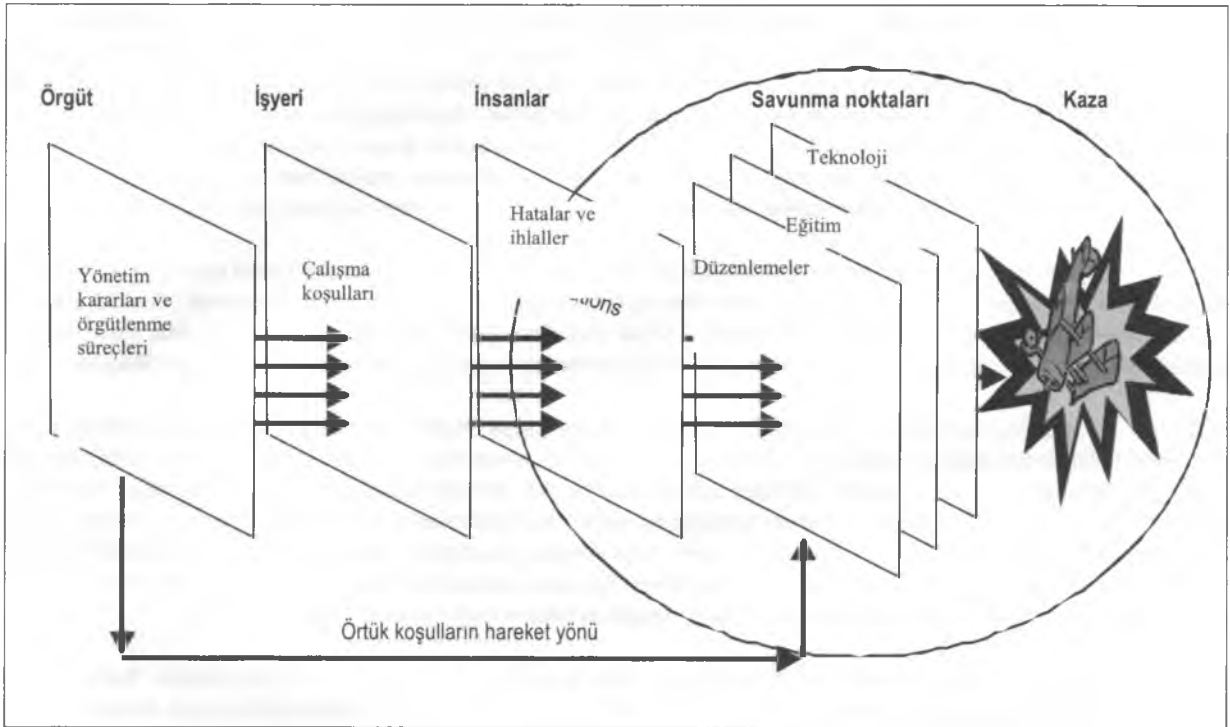 Örgüt
İşyeri
İnsanlar
Savunma noktaları
Kaza
Yönetim
kararları ve
örgütlenme
süreçleri
Çalışma
koşulları
Hatalar ve
ihlaller
Teknoloji
Eğitim
Düzenlemeler
Örtük koşulların hareket yönü